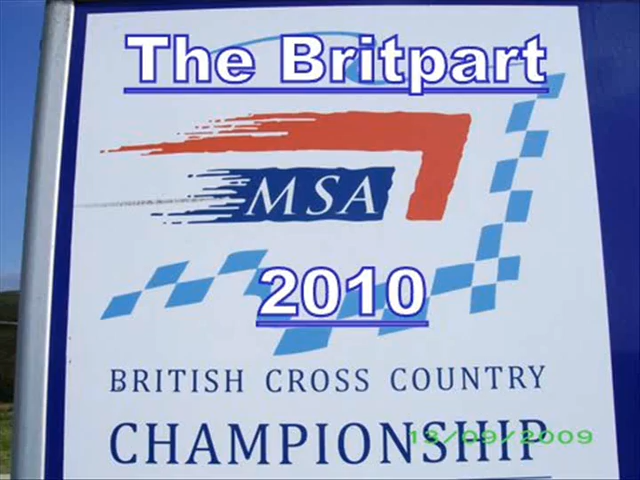 The Britpart
MSA
2010
BRITISH CROSS COUNTRY
CHAMPIONSHIP
13/09/2009